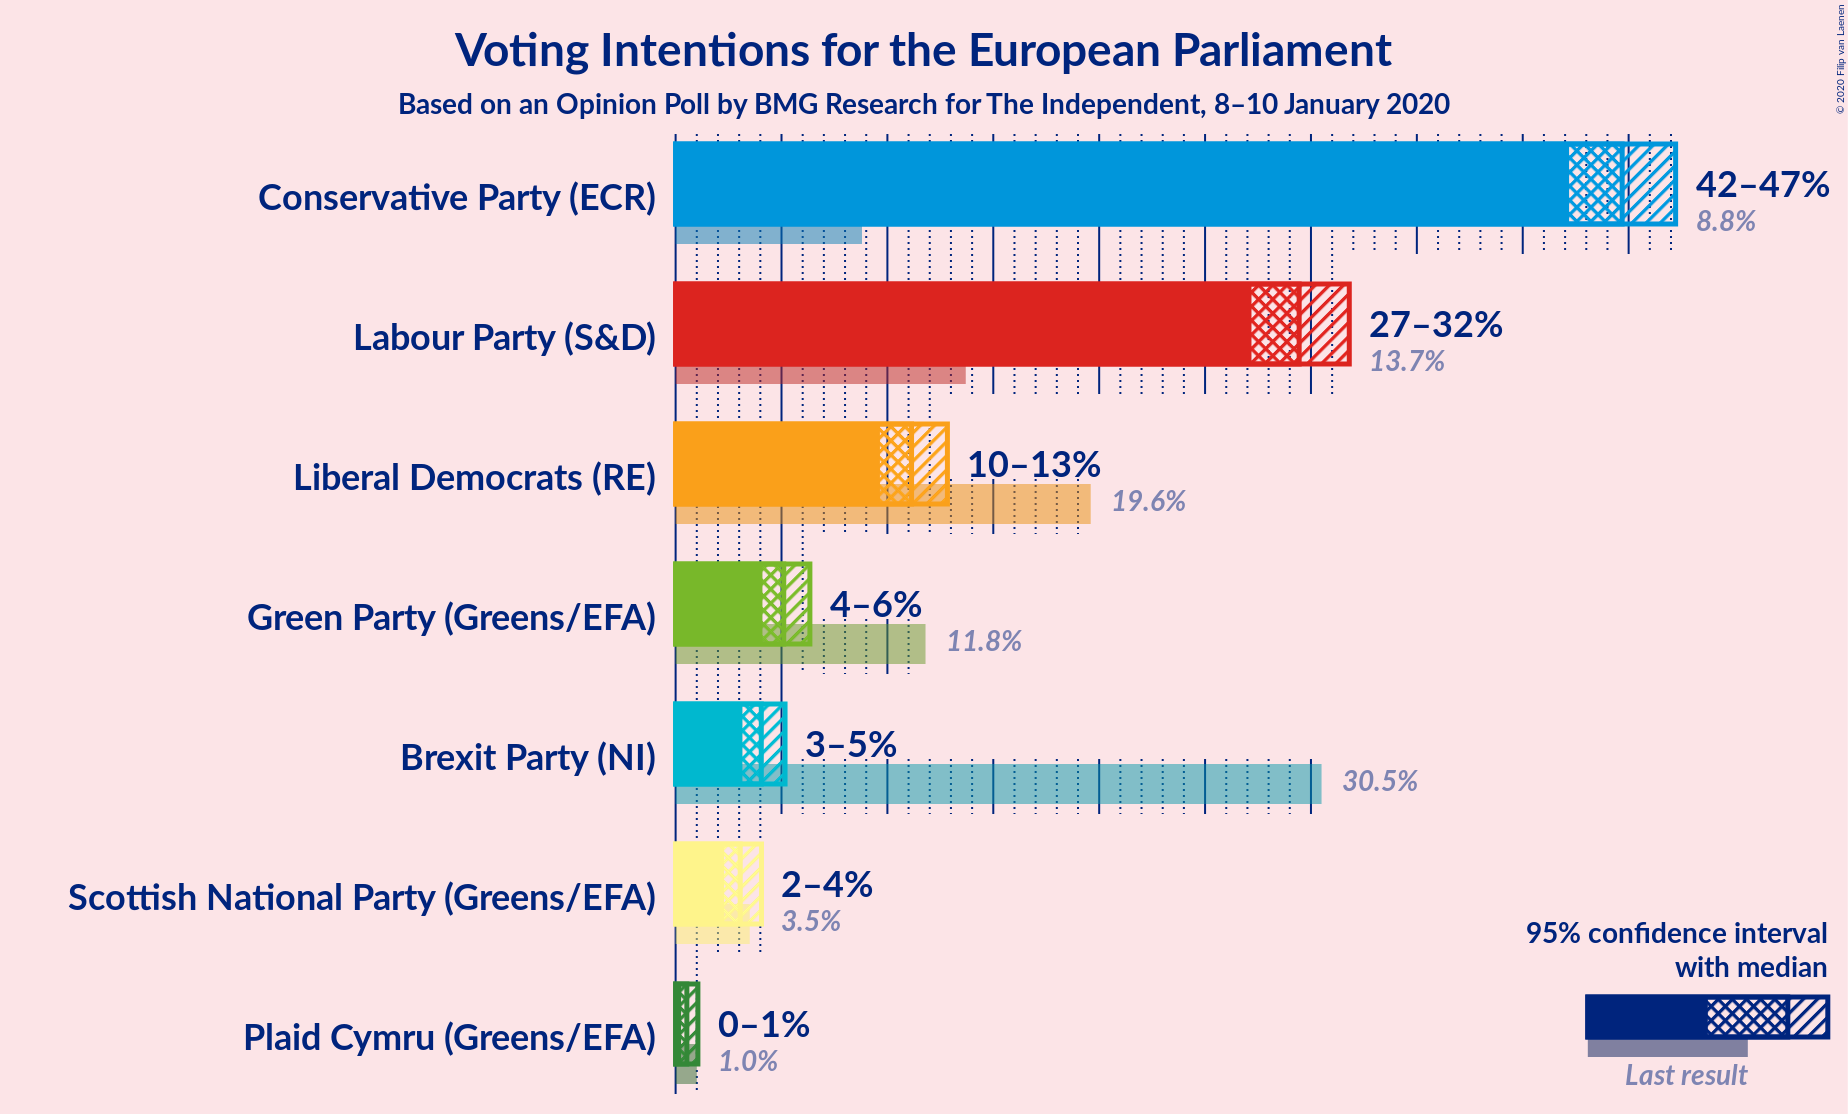 Voting Intentions for the European Parliament
Based on an Opinion Poll by BMG Research for The Independent, 8–10 January 2020
© 2020 Filip van Laenen
Conservative Party (ECR)
42–47%
8.8%
Labour Party (S&D)
27–32%
13.7%
Liberal Democrats (RE)
10–13%
19.6%
Green Party (Greens/EFA)
4–6%
11.8%
Brexit Party (NI)
3–5%
30.5%
Scottish National Party (Greens/EFA)
2–4%
3.5%
Plaid Cymru (Greens/EFA)
0–1%
1.0%
95% confidence interval
with median
Last result